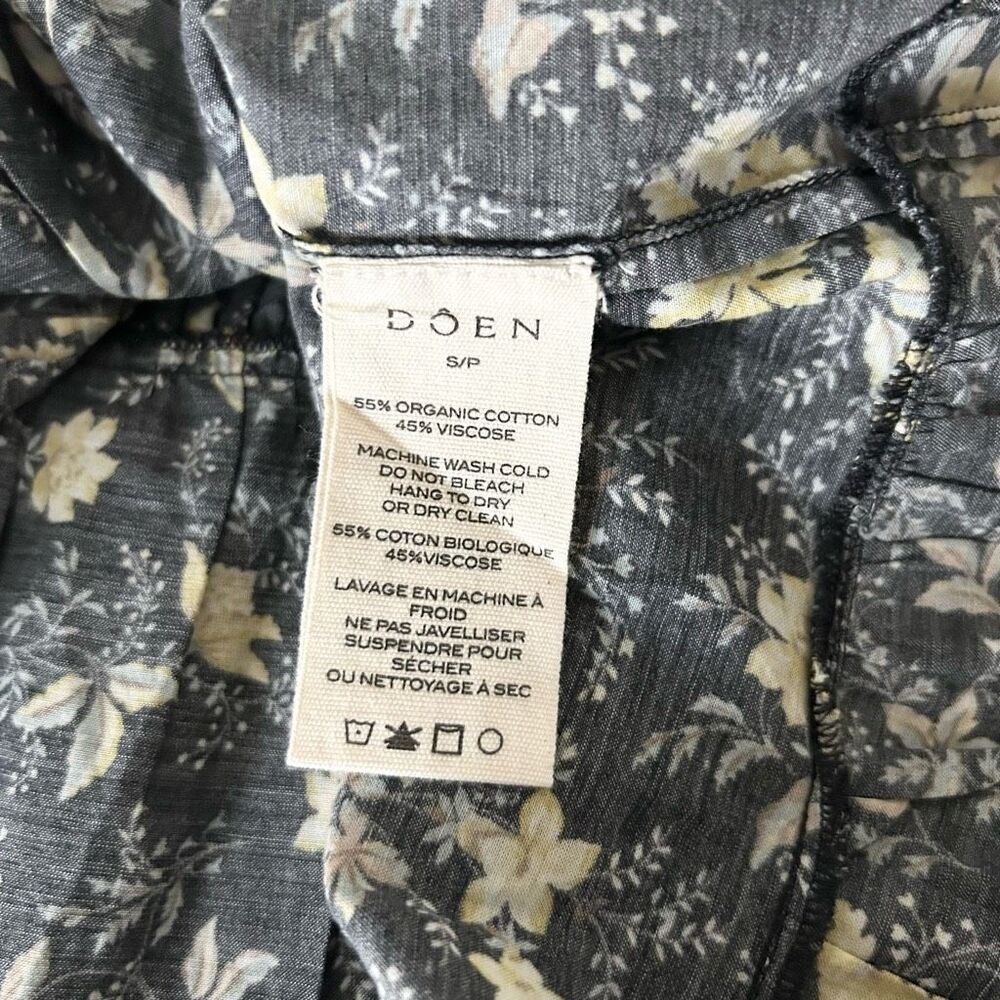 DÔEN
S/P
55% ORGANIC COTTON
45% VISCOSE
MACHINE WASH COLD
DO NOT BLEACH
HANG TO DRY
OR DRY CLEAN
55% COTON BIOLOGIQUE
45%VISCOSE
LAVAGE EN MACHINE À
FROID
NE PAS JAVELLISER
SUSPENDRE POUR
SÉCHER
OU NETTOYAGE À SEC